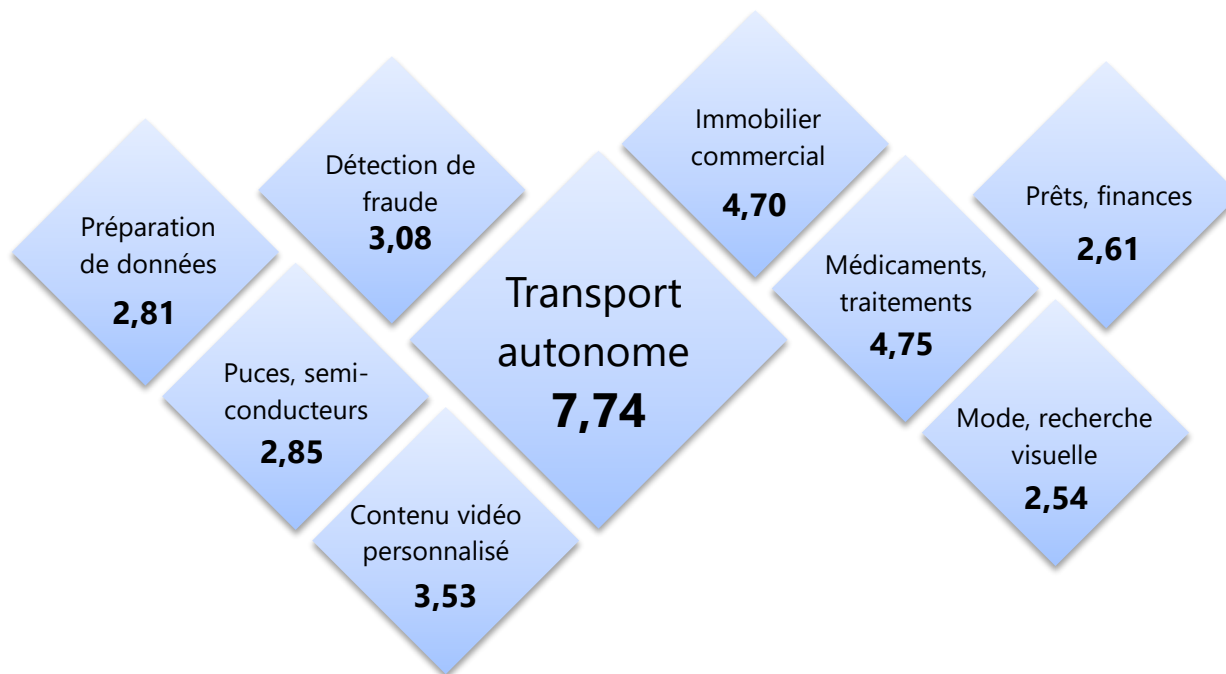 Préparation
de données
2,81
Détection de
fraude
3,08
Puces, semi-
conducteurs
2,85
Contenu vidéo
personnalisé
3,53
Transport
autonome
7,74
Immobilier
commercial
4,70
Médicaments,
traitements
4,75
Prêts, finances
2,61
Mode, recherche
visuelle
2,54